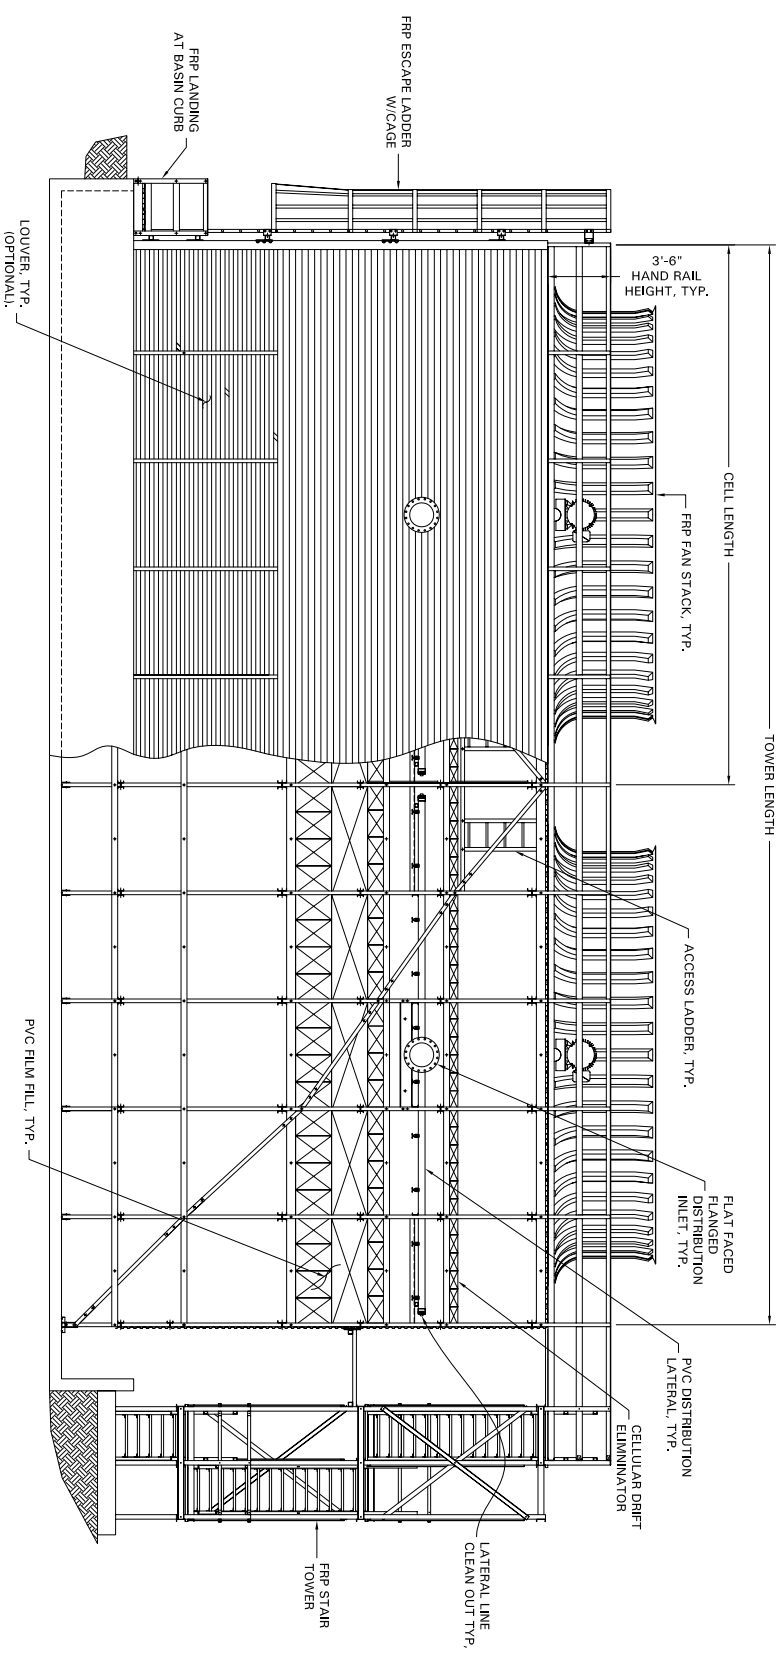 TOWER LENGTH
CELL LENGTH
FRP FAN STACK, TYP.
3'-6"
HAND RAIL
HEIGHT, TYP.
FRP ESCAPE LADDER
W/CAGE
FRP LANDING
AT BASIN CURB
LOUVER, TYP.
(OPTIONAL).
ACCESS LADDER, TYP.
FLAT FACED
FLANGED
DISTRIBUTION
INLET, TYP.
PVC DISTRIBUTION
LATERAL, TYP.
CELLULAR DRIFT
ELIMNINATOR
LATERAL LINE
CLEAN OUT TYP,
FRP STAIR
TOWER
PVC FILM FILL, TYP.